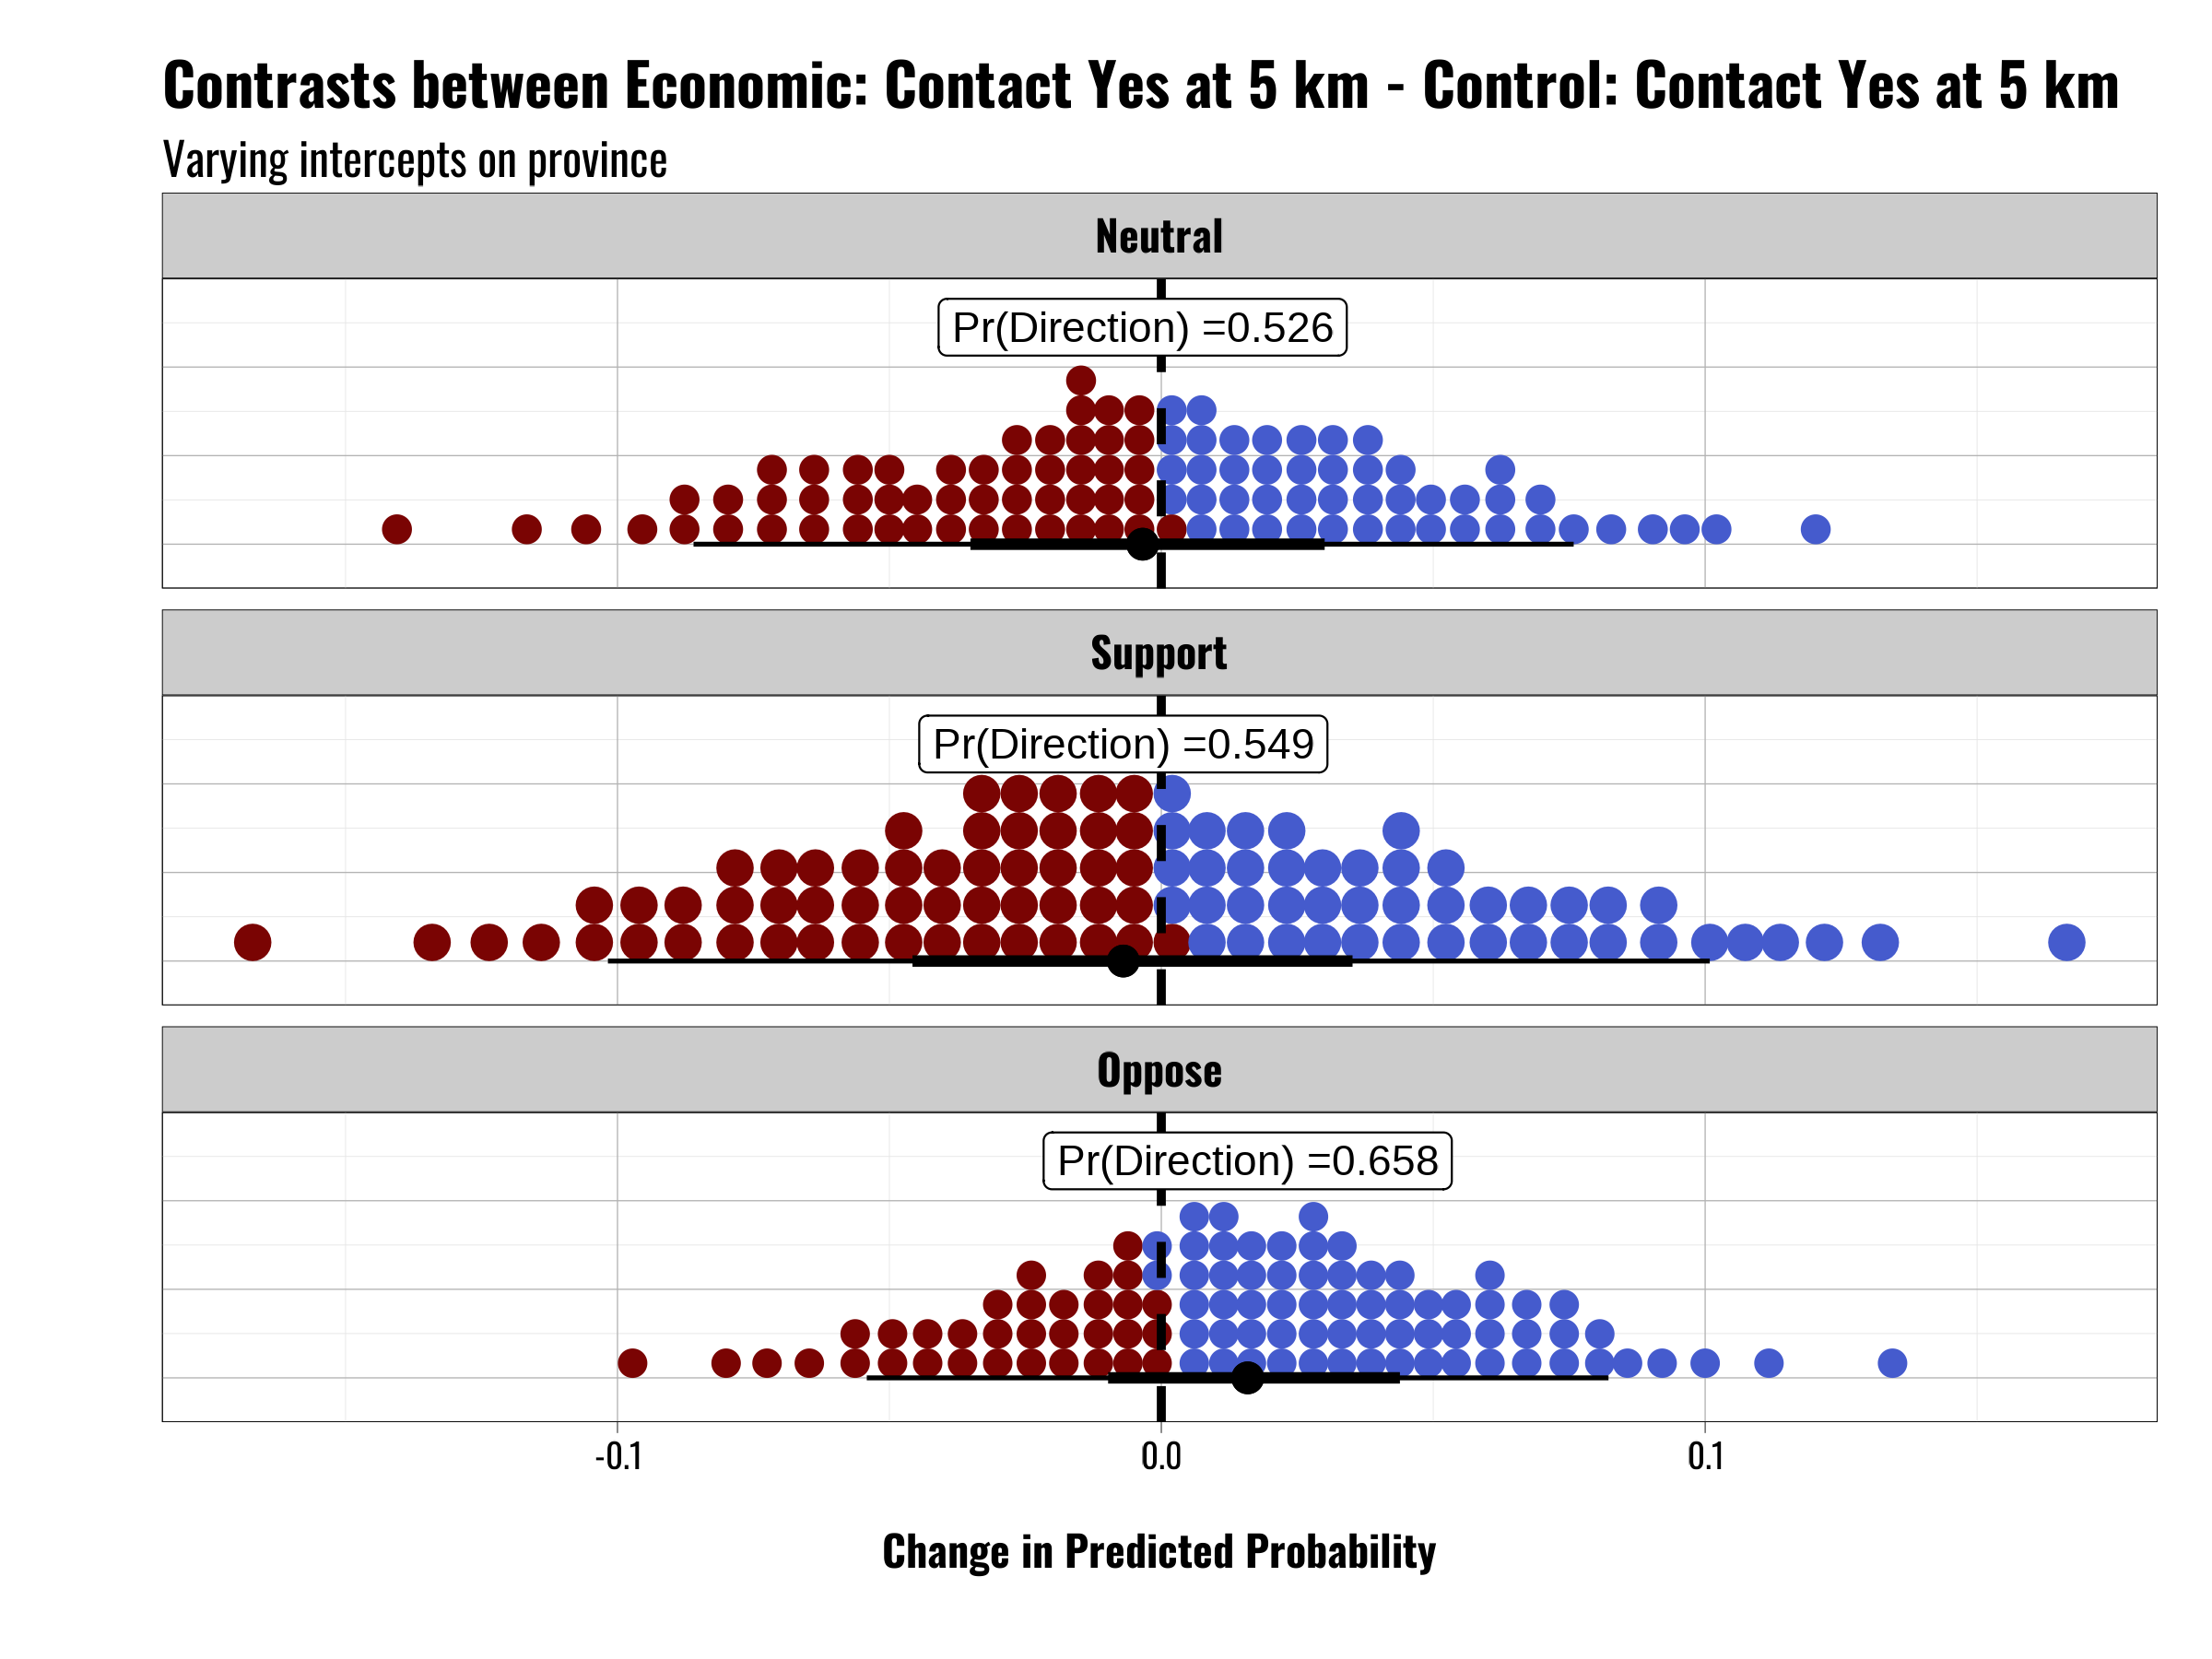 Contrasts between Economic: Contact Yes at 5 km - Control: Contact Yes at 5 km
Varying intercepts on province
Neutral
Pr(Direction) =0.526
Support
Pr(Direction) =0.549
Oppose
Pr(Direction) =0.658
-0.1 0.0 0.1
Change in Predicted Probability